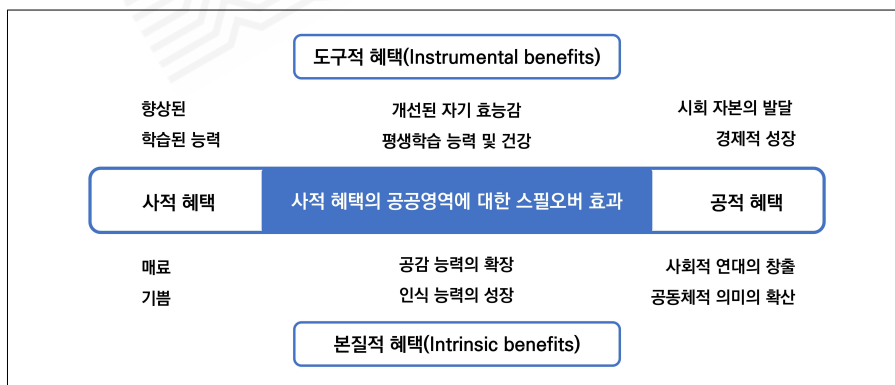 도구적 혜택(Instrumental benefits)
향상된 개선된 자기 효능감 시회 자본의 발달
학습된 능력 평생학습 능력 및 건강 경제적 성장
사적 혜택 사적 혜택의 공공영역에 대한 스필오버 효과 공적 혜택
매료 공감 능력의 확장 사회적 연대의 창출
기쁨 인식 능력의 성장 공동체적 의미의 확산
본질적 혜택(Intrinsic benefits)